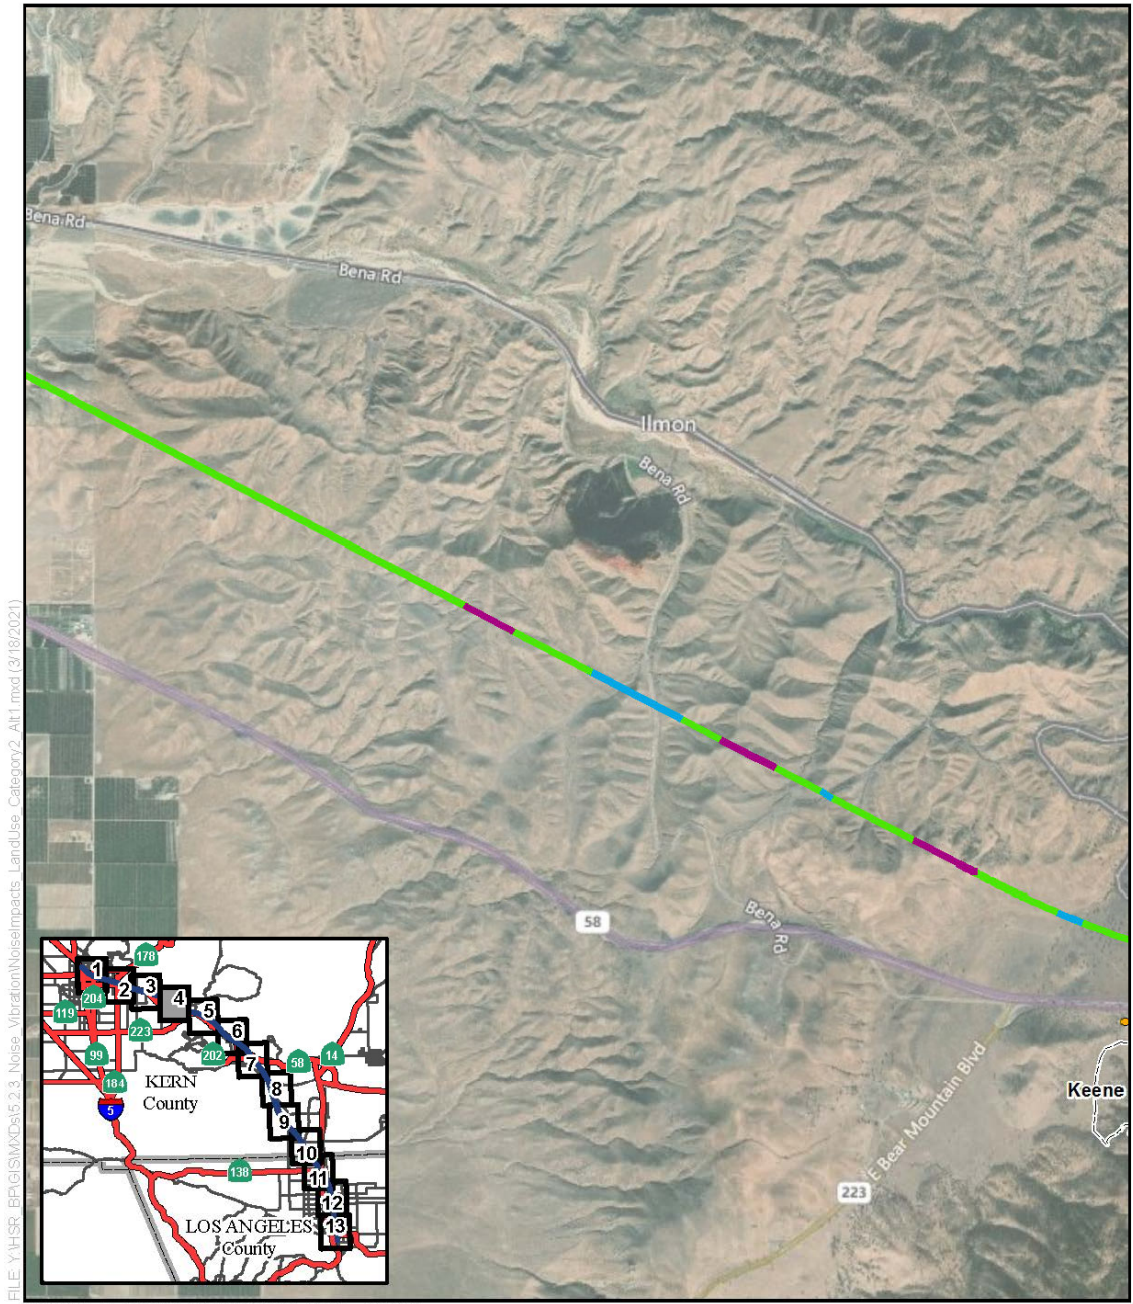 Bena Rd
Bena Rd
Ilmon
Bena Rd
58
Bena Rd
Keene
E Bear Mountain Blvd
223
FILE: Y:\HSR_BP\GIS\MXDs\5.2.3_Noise_Vibration\NoiseImpacts_LandUse_Category2_Alt1.mxd (3/18/2021)
178
1
2
3
4
204
119
223
5
6
99
202
7
58
14
184
KERN
County
8
5
9
10
138
11
12
LOS ANGELES
County
13